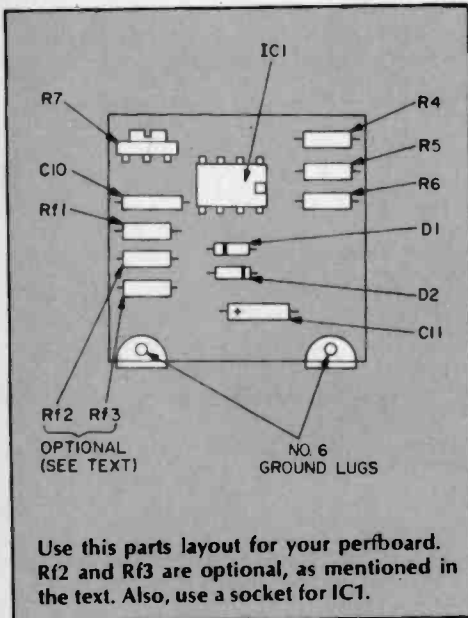 IC1
R7
R4
R5
C10
R6
Rf1
D1
D2
C11
Rf2 Rf3
OPTIONAL
(SEE TEXT)
NO. 6
GROUND LUGS
+
Use this parts layout for your perfboard.
Rf2 and Rf3 are optional, as mentioned in
the text. Also, use a socket for IC1.